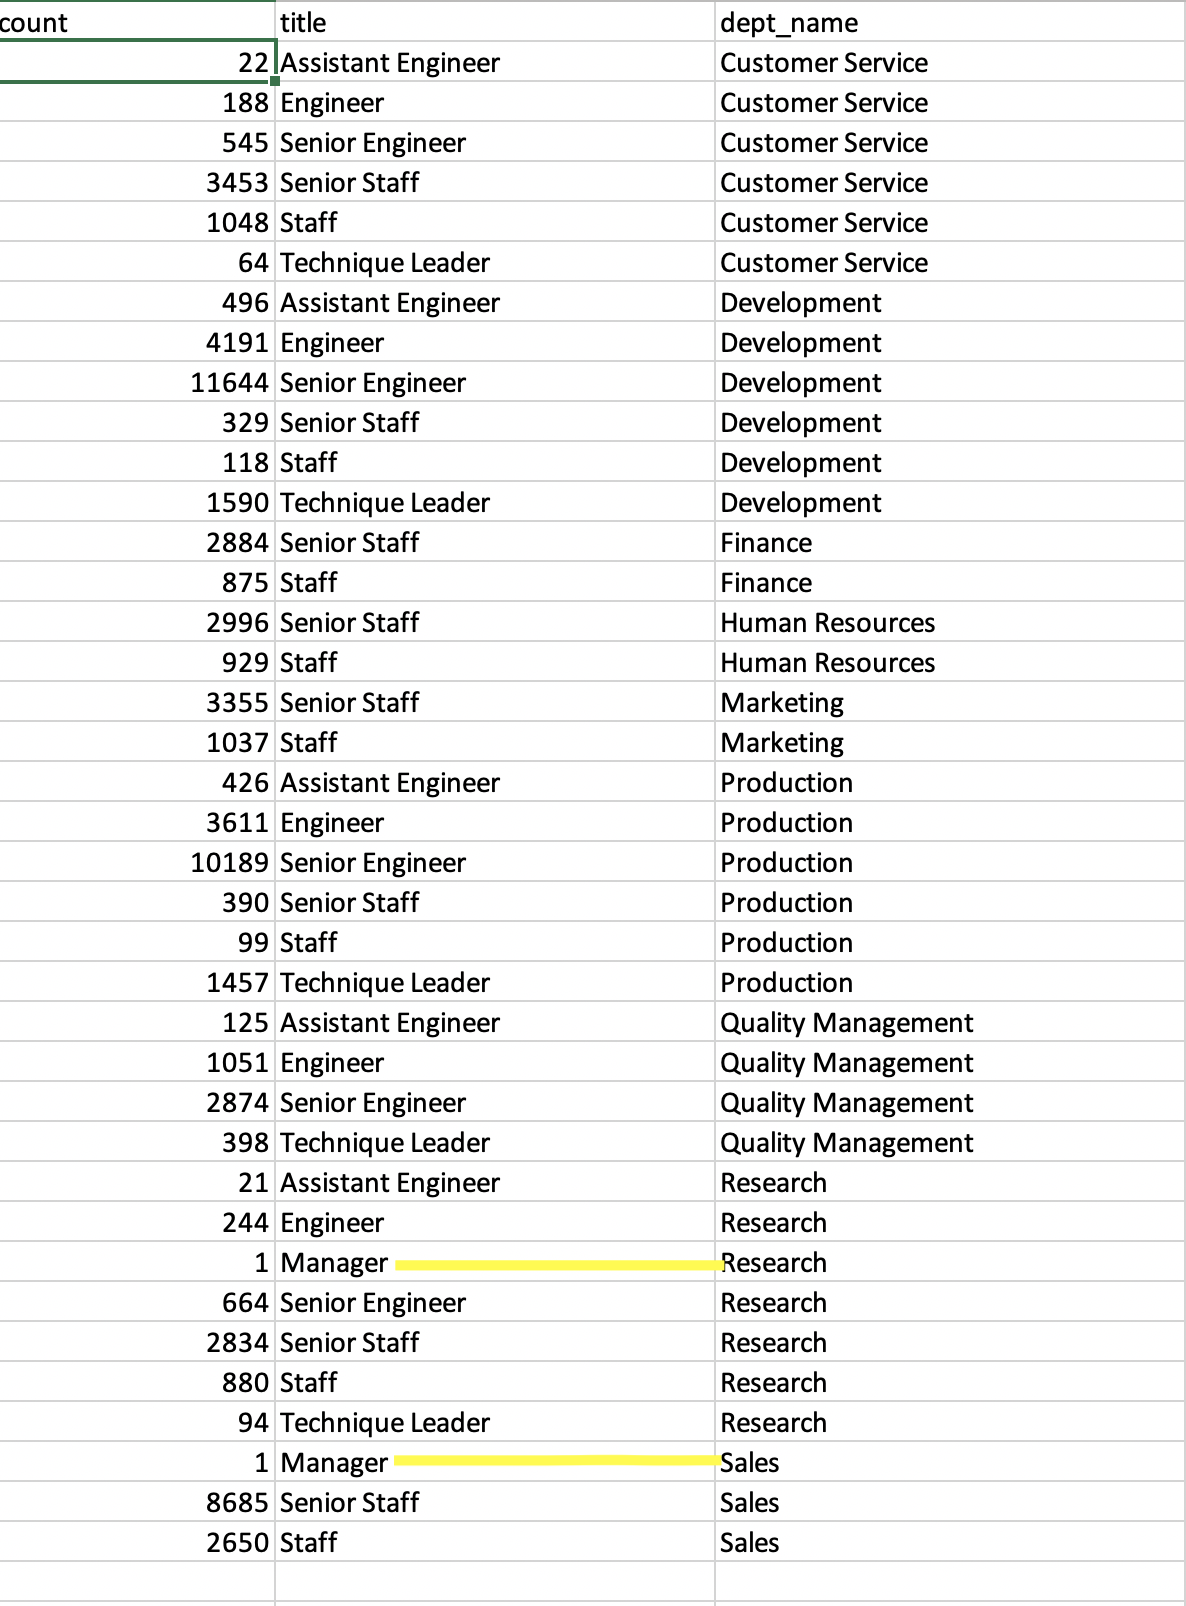 count title dept_name
22 Assistant Engineer Customer Service
188 Engineer Customer Service
545 Senior Engineer Customer Service
3453 Senior Staff Customer Service
1048 Staff Customer Service
64 Technique Leader Customer Service
496 Assistant Engineer Development
4191 Engineer Development
11644 Senior Engineer Development
329 Senior Staff Development
118 Staff Development
1590 Technique Leader Development
2884 Senior Staff Finance
875 Staff Finance
2996 Senior Staff Human Resources
929 Staff Human Resources
3355 Senior Staff Marketing
1037 Staff Marketing
426 Assistant Engineer Production
3611 Engineer Production
10189 Senior Engineer Production
390 Senior Staff Production
99 Staff Production
1457 Technique Leader Production
125 Assistant Engineer Quality Management
1051 Engineer Quality Management
2874 Senior Engineer Quality Management
398 Technique Leader Quality Management
21 Assistant Engineer Research
244 Engineer Research
1 Manager Research
664 Senior Engineer Research
2834 Senior Staff Research
880 Staff Research
94 Technique Leader Research
1 Manager Sales
8685 Senior Staff Sales
2650 Staff Sales